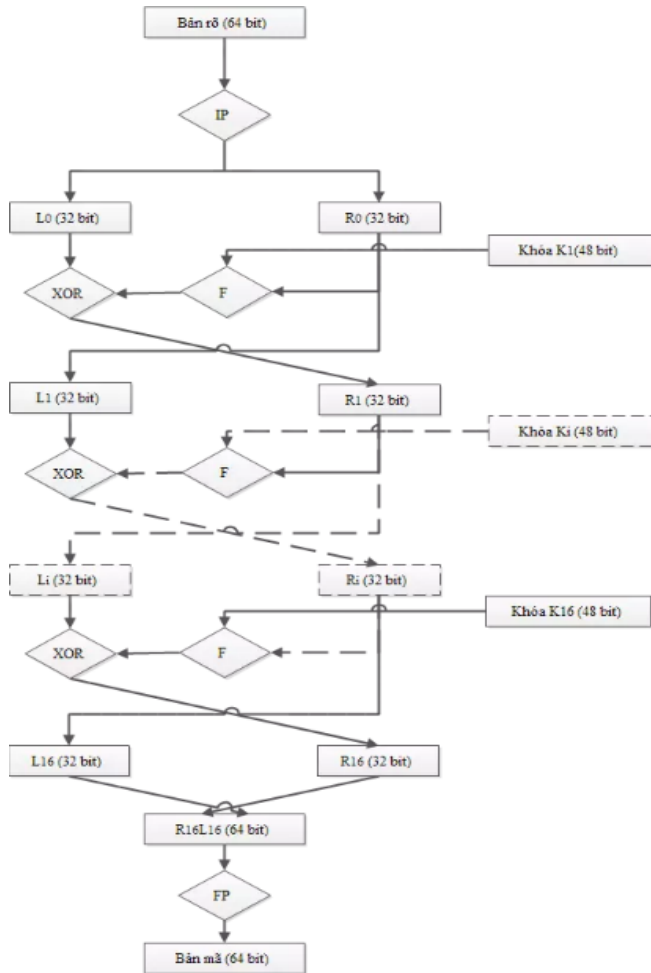 Bản rõ (64 bit)
IP
L0 (32 bit)
R0 (32 bit)
Khóa K1(48 bit)
XOR
F
L1 (32 bit)
R1 (32 bit)
Khóa Ki (48 bit)
XOR
F
Li (32 bit)
Ri (32 bit)
Khóa K16 (48 bit)
XOR
F
L16 (32 bit)
R16 (32 bit)
R16L16 (64 bit)
FP
Bản mã (64 bit)